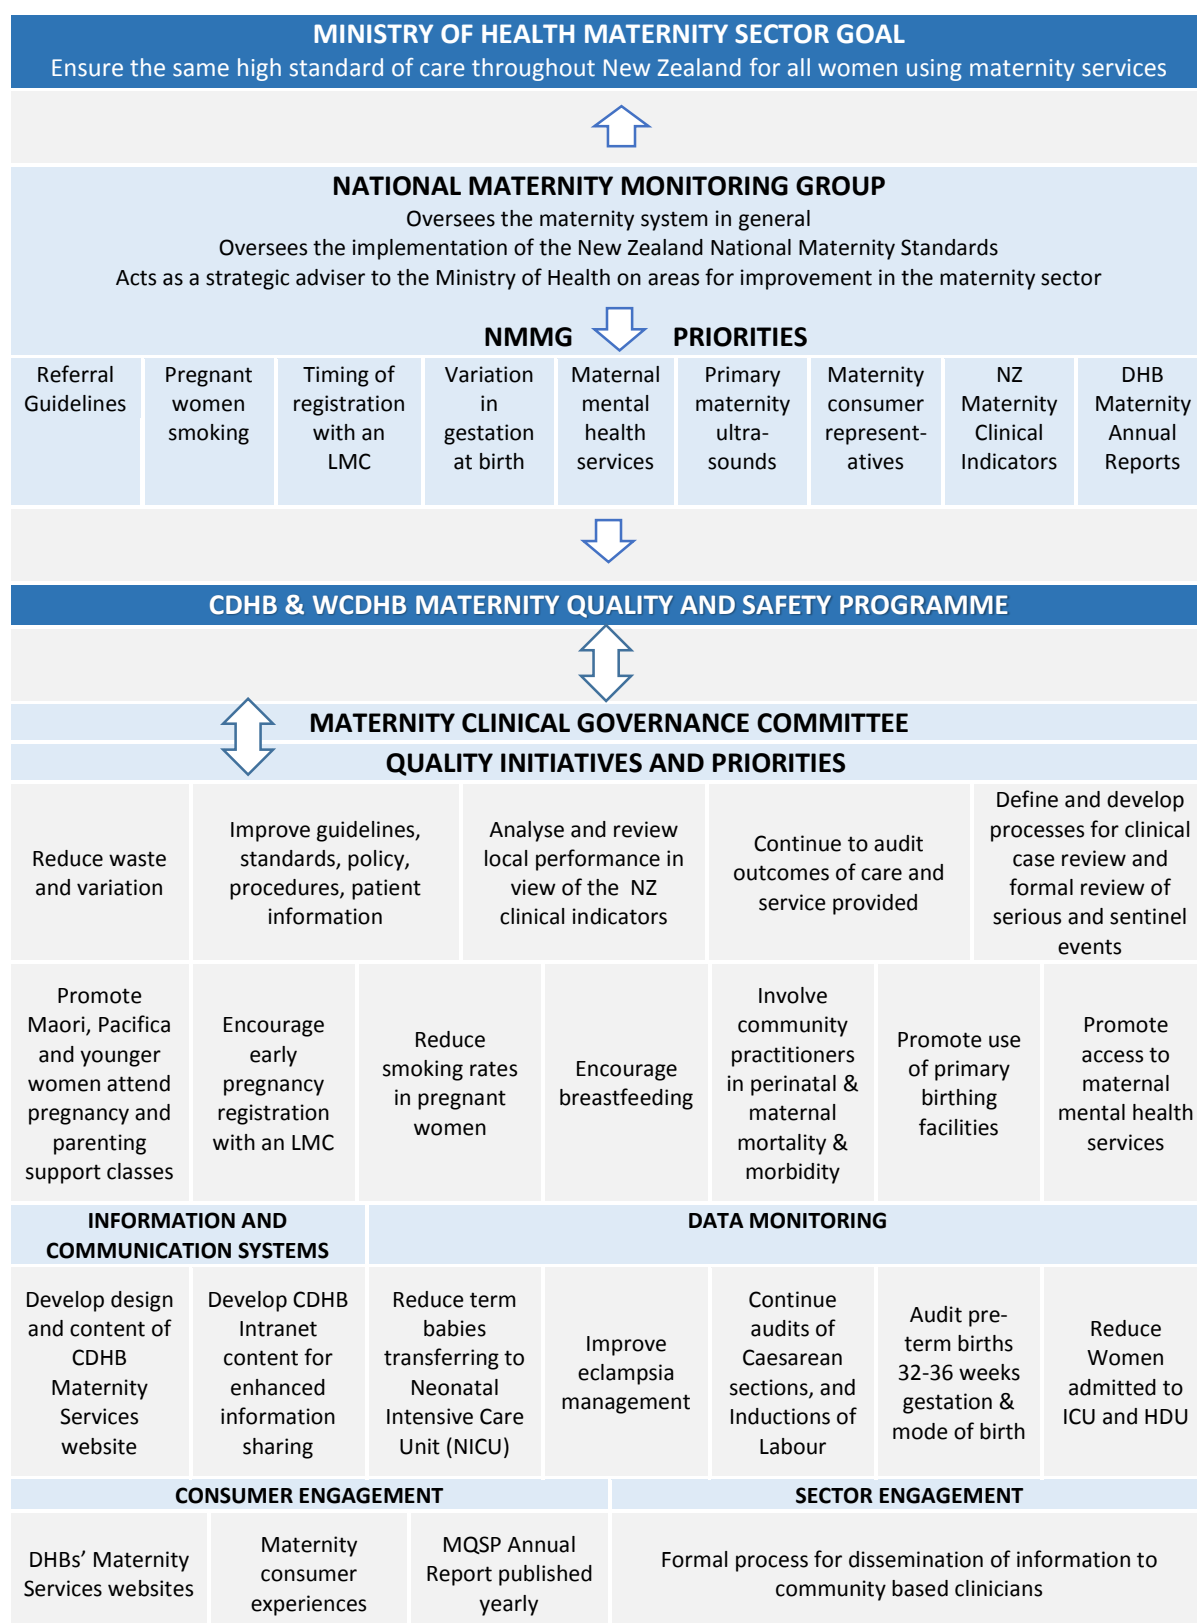 MINISTRY OF HEALTH MATERNITY SECTOR GOAL
Ensure the same high standard of care throughout New Zealand for all women using maternity services
NATIONAL MATERNITY MONITORING GROUP
Oversees the maternity system in general
Oversees the implementation of the New Zealand National Maternity Standards
Acts as a strategic adviser to the Ministry of Health on areas for improvement in the maternity sector
NMMG PRIORITIES
Referral
Guidelines
Pregnant
women
smoking
Timing of
registration
with an
LMC
Variation
in
gestation
at birth
Maternal
mental
health
services
Primary
maternity
ultra-
sounds
Maternity
consumer
represent-
atives
NZ
Maternity
Clinical
Indicators
DHB
Maternity
Annual
Reports
CDHB & WCDHB MATERNITY QUALITY AND SAFETY PROGRAMME
MATERNITY CLINICAL GOVERNANCE COMMITTEE
QUALITY INITIATIVES AND PRIORITIES
Reduce waste
and variation
Improve guidelines,
standards, policy,
procedures, patient
information
Analyse and review
local performance in
view of the NZ
clinical indicators
Continue to audit
outcomes of care and
service provided
Define and develop
processes for clinical
case review and
formal review of
serious and sentinel
events
Promote
Maori, Pacifica
and younger
women attend
pregnancy and
parenting
support classes
Encourage
early
pregnancy
registration
with an LMC
Reduce
smoking rates
in pregnant
women
Encourage
breastfeeding
Involve
community
practitioners
in perinatal &
maternal
mortality &
morbidity
Promote use
of primary
birthing
facilities
Promote
access to
maternal
mental health
services
INFORMATION AND
COMMUNICATION SYSTEMS
DATA MONITORING
Develop design
and content of
CDHB
Maternity
Services
website
Develop CDHB
Intranet
content for
enhanced
information
sharing
Reduce term
babies
transferring to
Neonatal
Intensive Care
Unit (NICU)
Improve
eclampsia
management
Continue
audits of
Caesarean
sections, and
Inductions of
Labour
Audit pre-
term births
32-36 weeks
gestation &
mode of birth
Reduce
Women
admitted to
ICU and HDU
CONSUMER ENGAGEMENT
SECTOR ENGAGEMENT
DHBs' Maternity
Services websites
Maternity
consumer
experiences
MQSP Annual
Report published
yearly
Formal process for dissemination of information to
community based clinicians